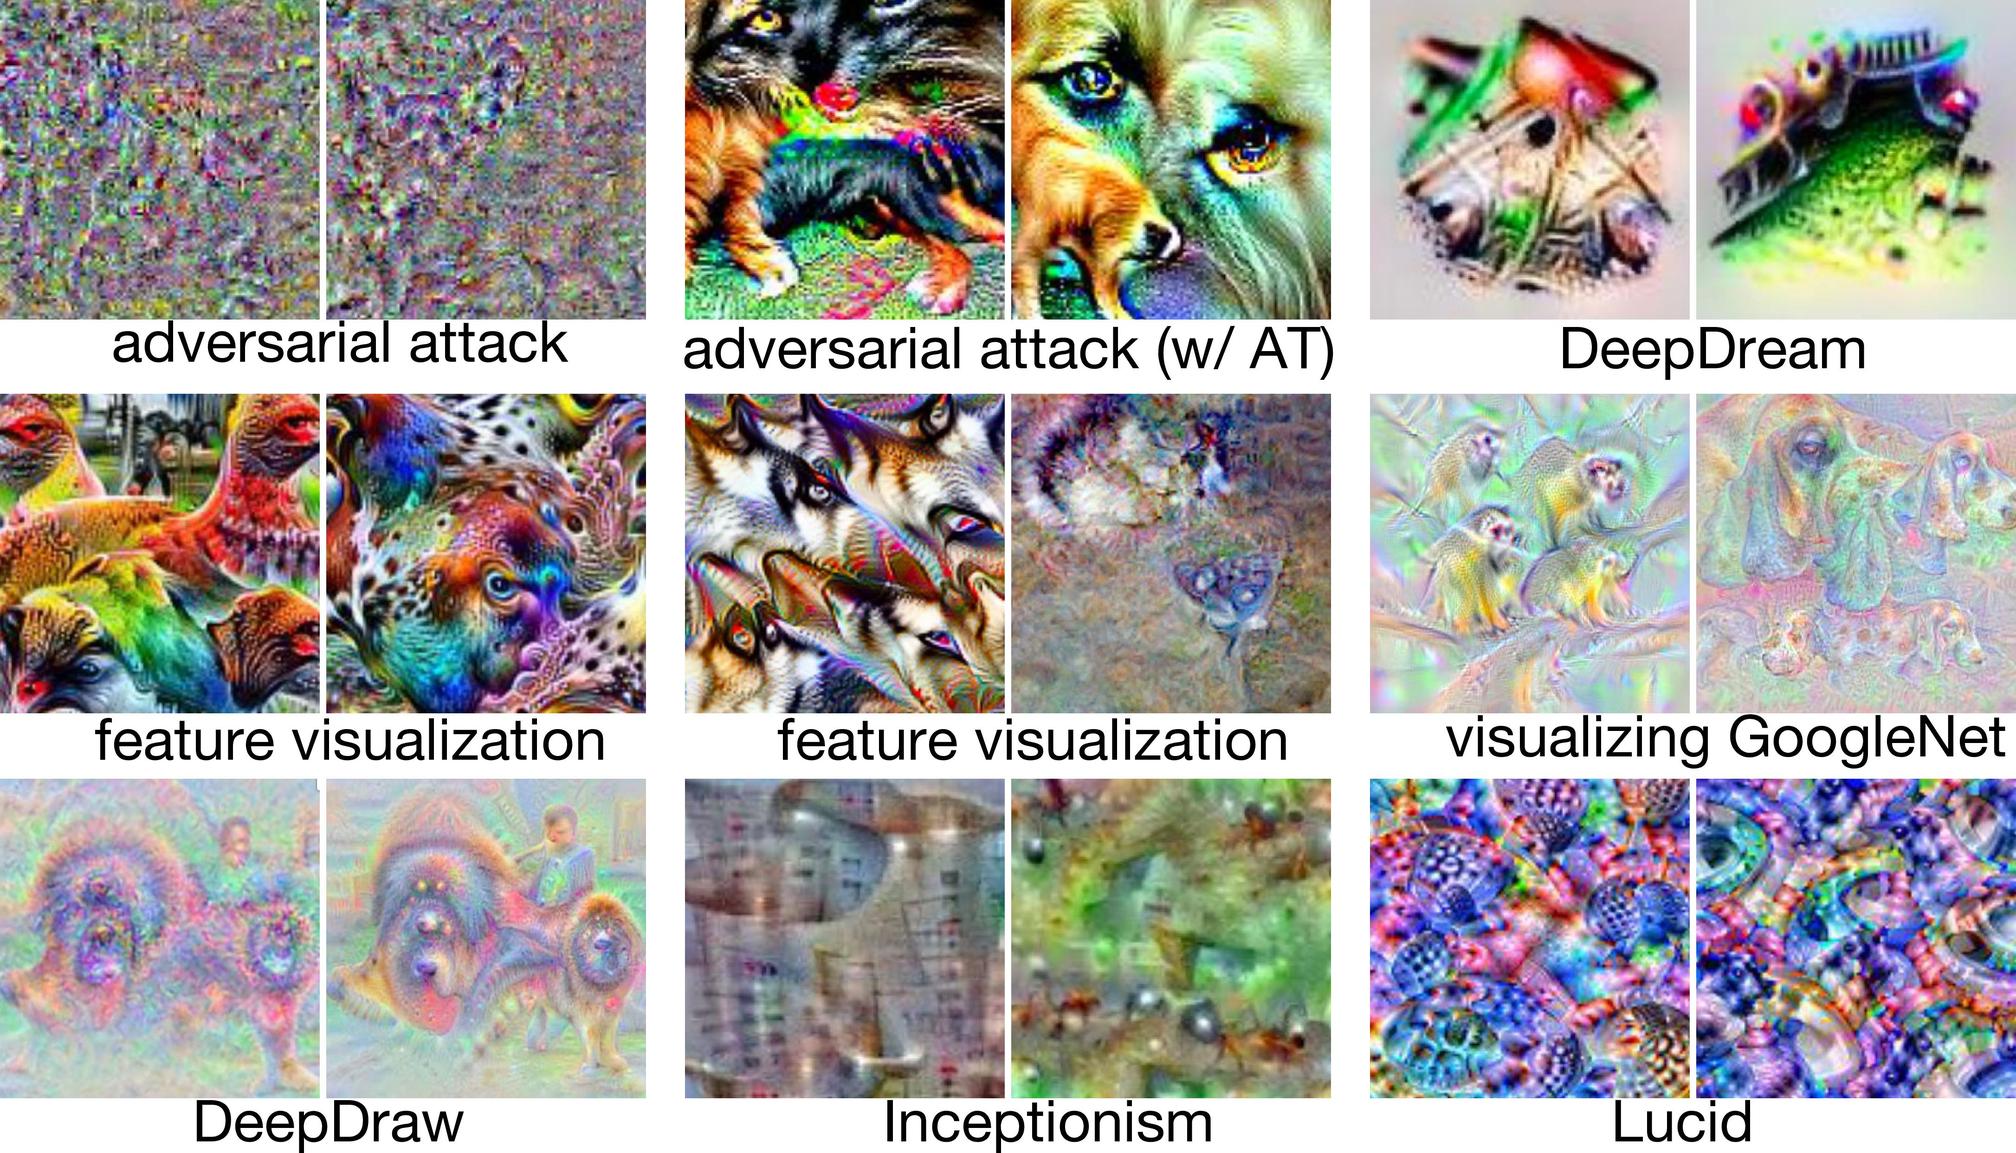 adversarial attack
adversarial attack (w/ AT)
DeepDream
feature visualization
feature visualization
visualizing GoogleNet
DeepDraw
Inceptionism
Lucid